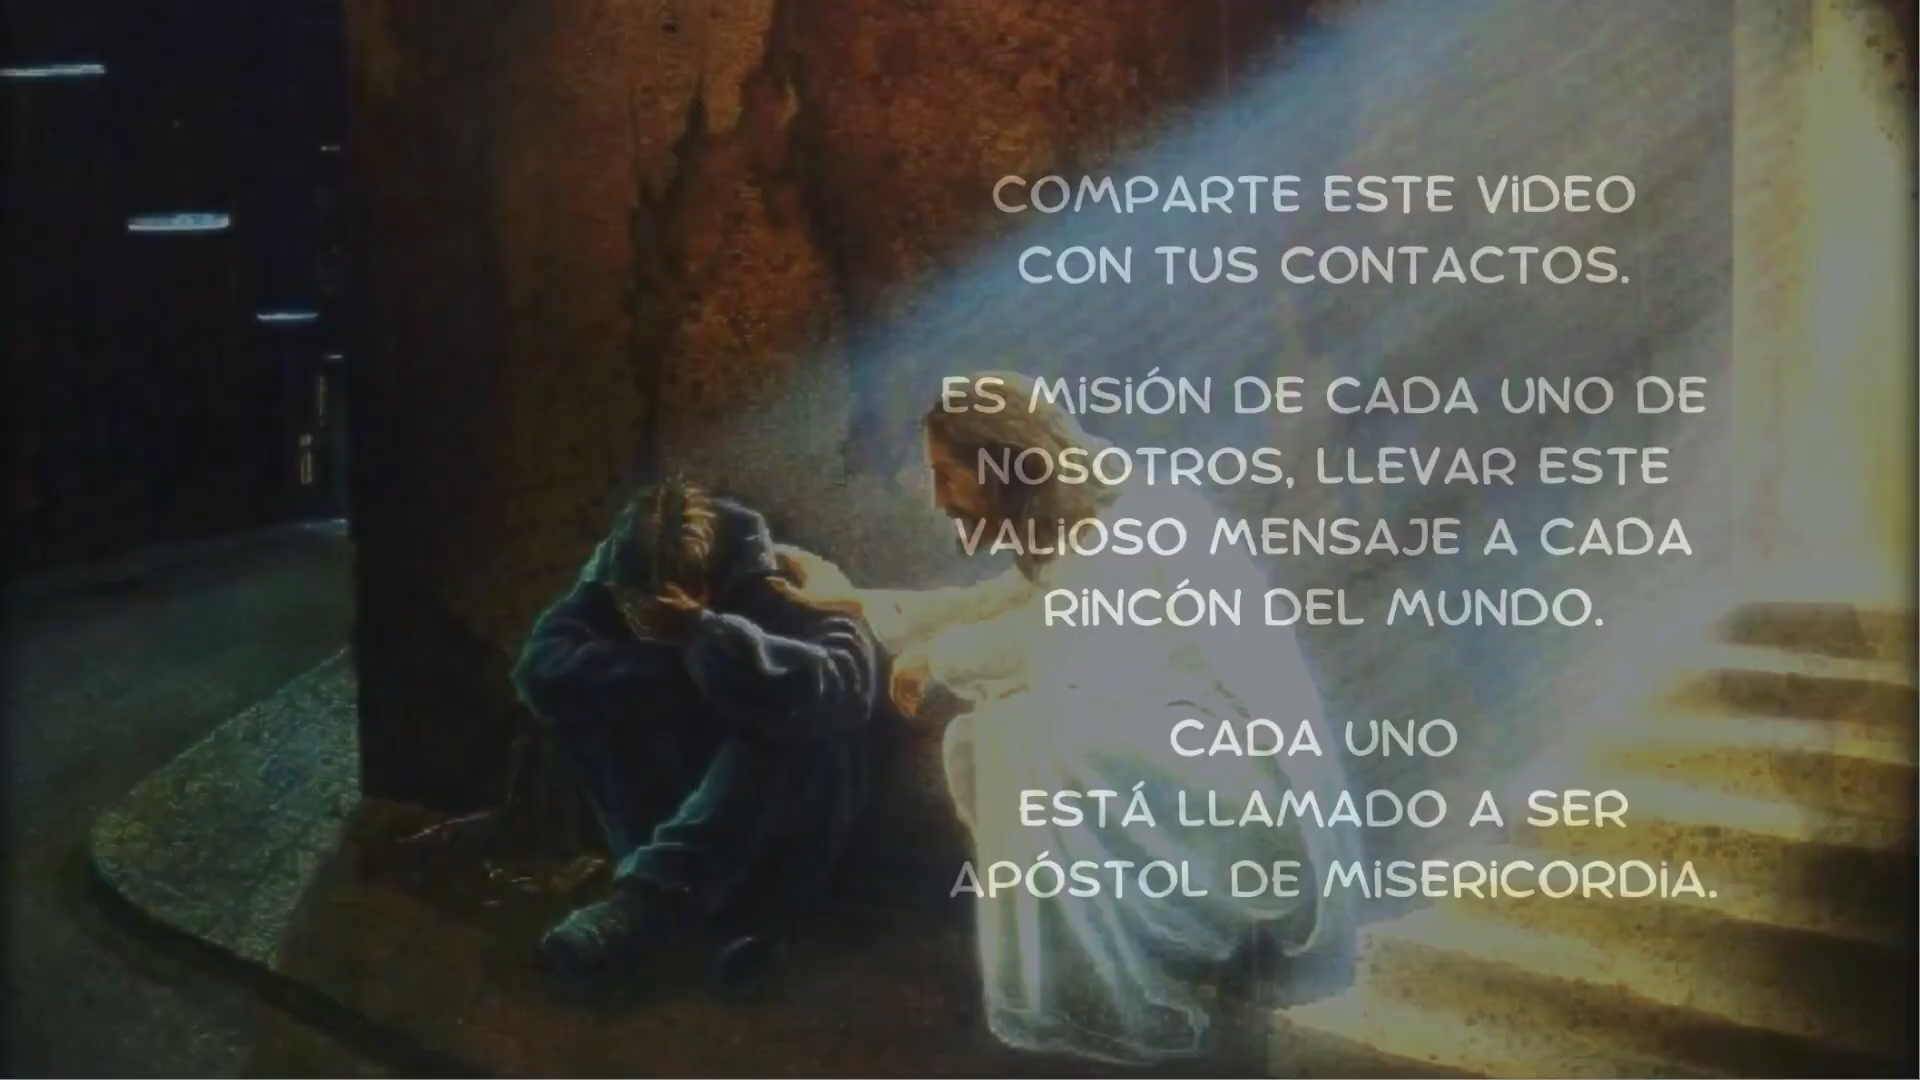 COMPARTE ESTE VIDEO
CON TUS CONTACTOS.
ES MISIÓN DE CADA UNO DE
NOSOTROS, LLEVAR ESTE
VALIOSO MENSAJE A CADA
RINCÓN DEL MUNDO.
CADA UNO
ESTÁ LLAMADO A SER
APÓSTOL DE MISERICORDIA.